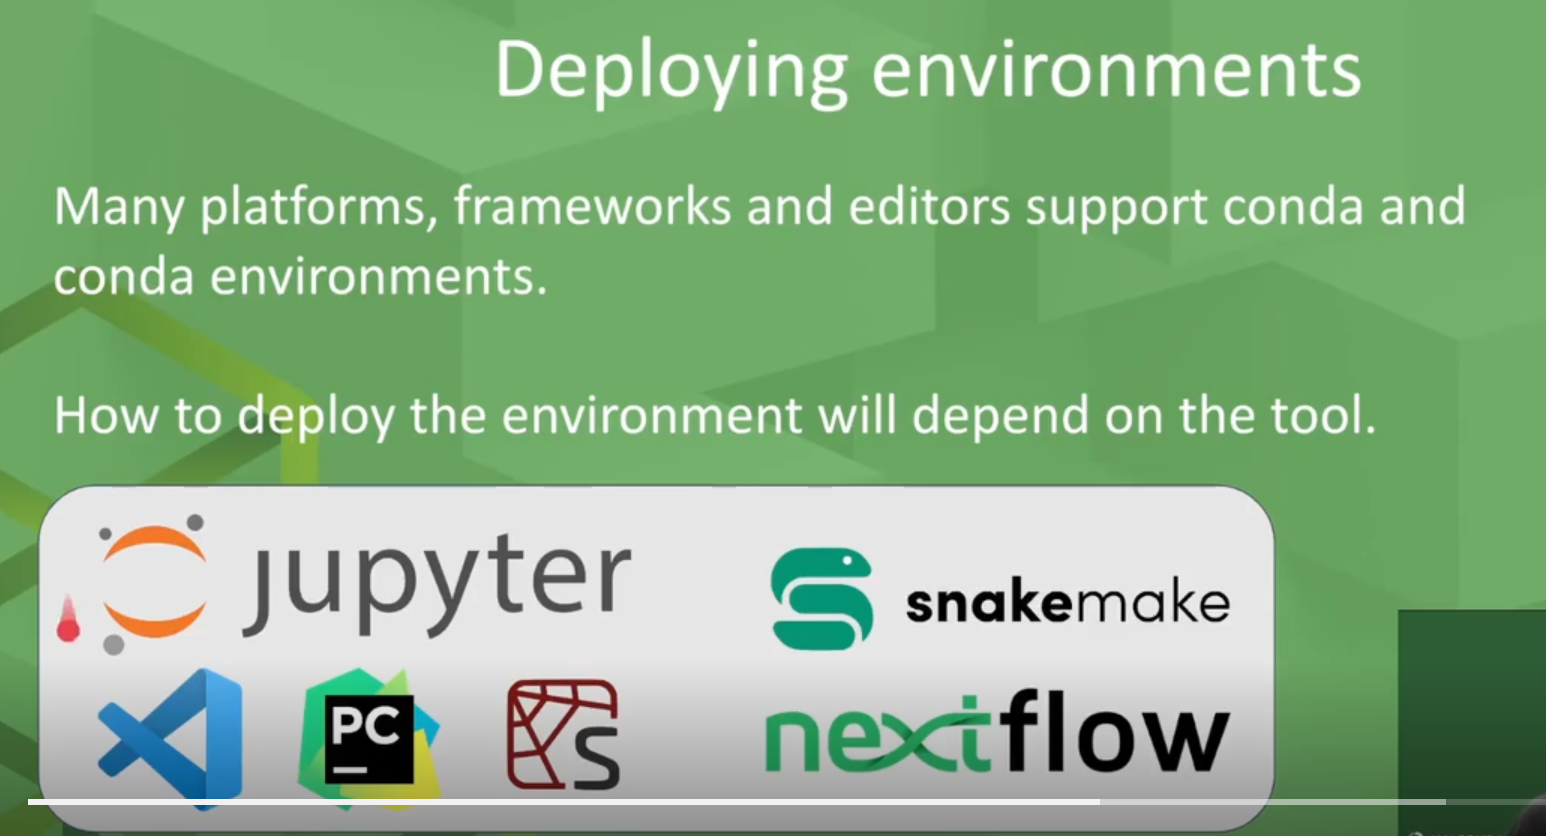 Deploying environments
Many platforms, frameworks and editors support conda and
conda environments.
How to deploy the environment will depend on the tool.
jupyter
snakemake
PC
S
nextflow